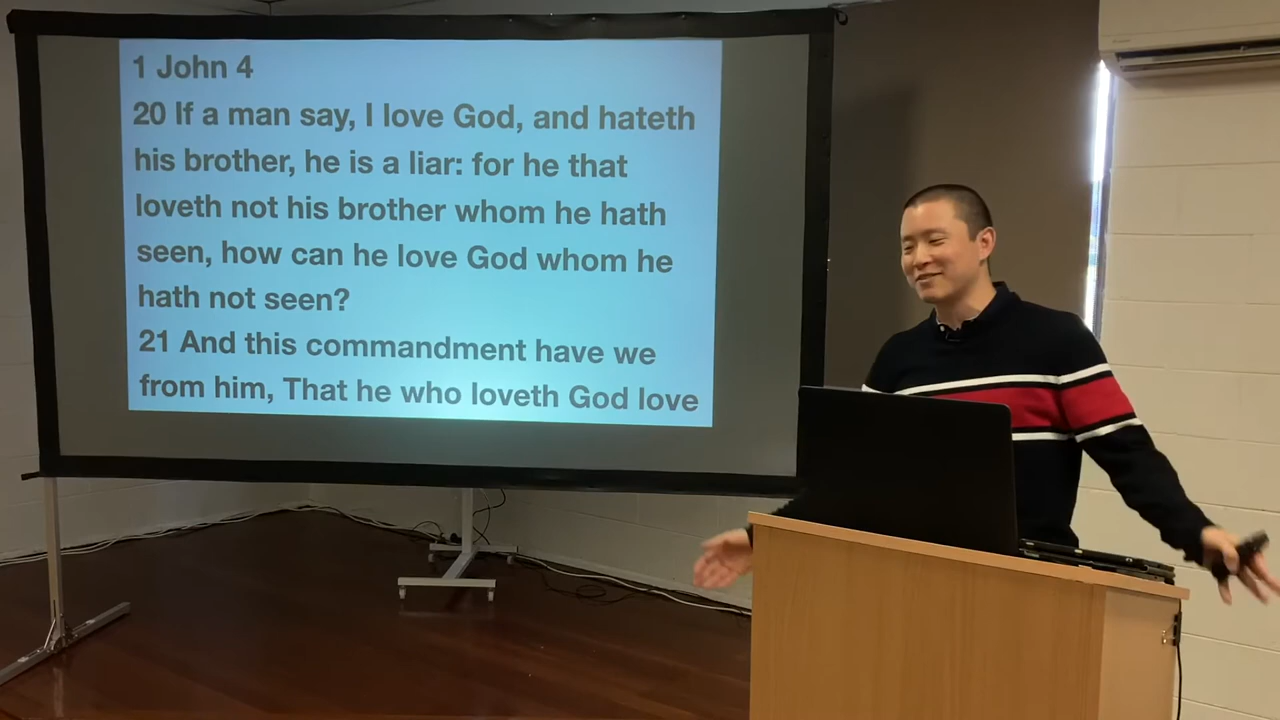 1 John 4
20 If a man say, I love God, and hateth
his brother, he is a liar: for he that
loveth not his brother whom he hath
seen, how can he love God whom he
hath not seen?
21 And this commandment have we
from him, That he who loveth God love